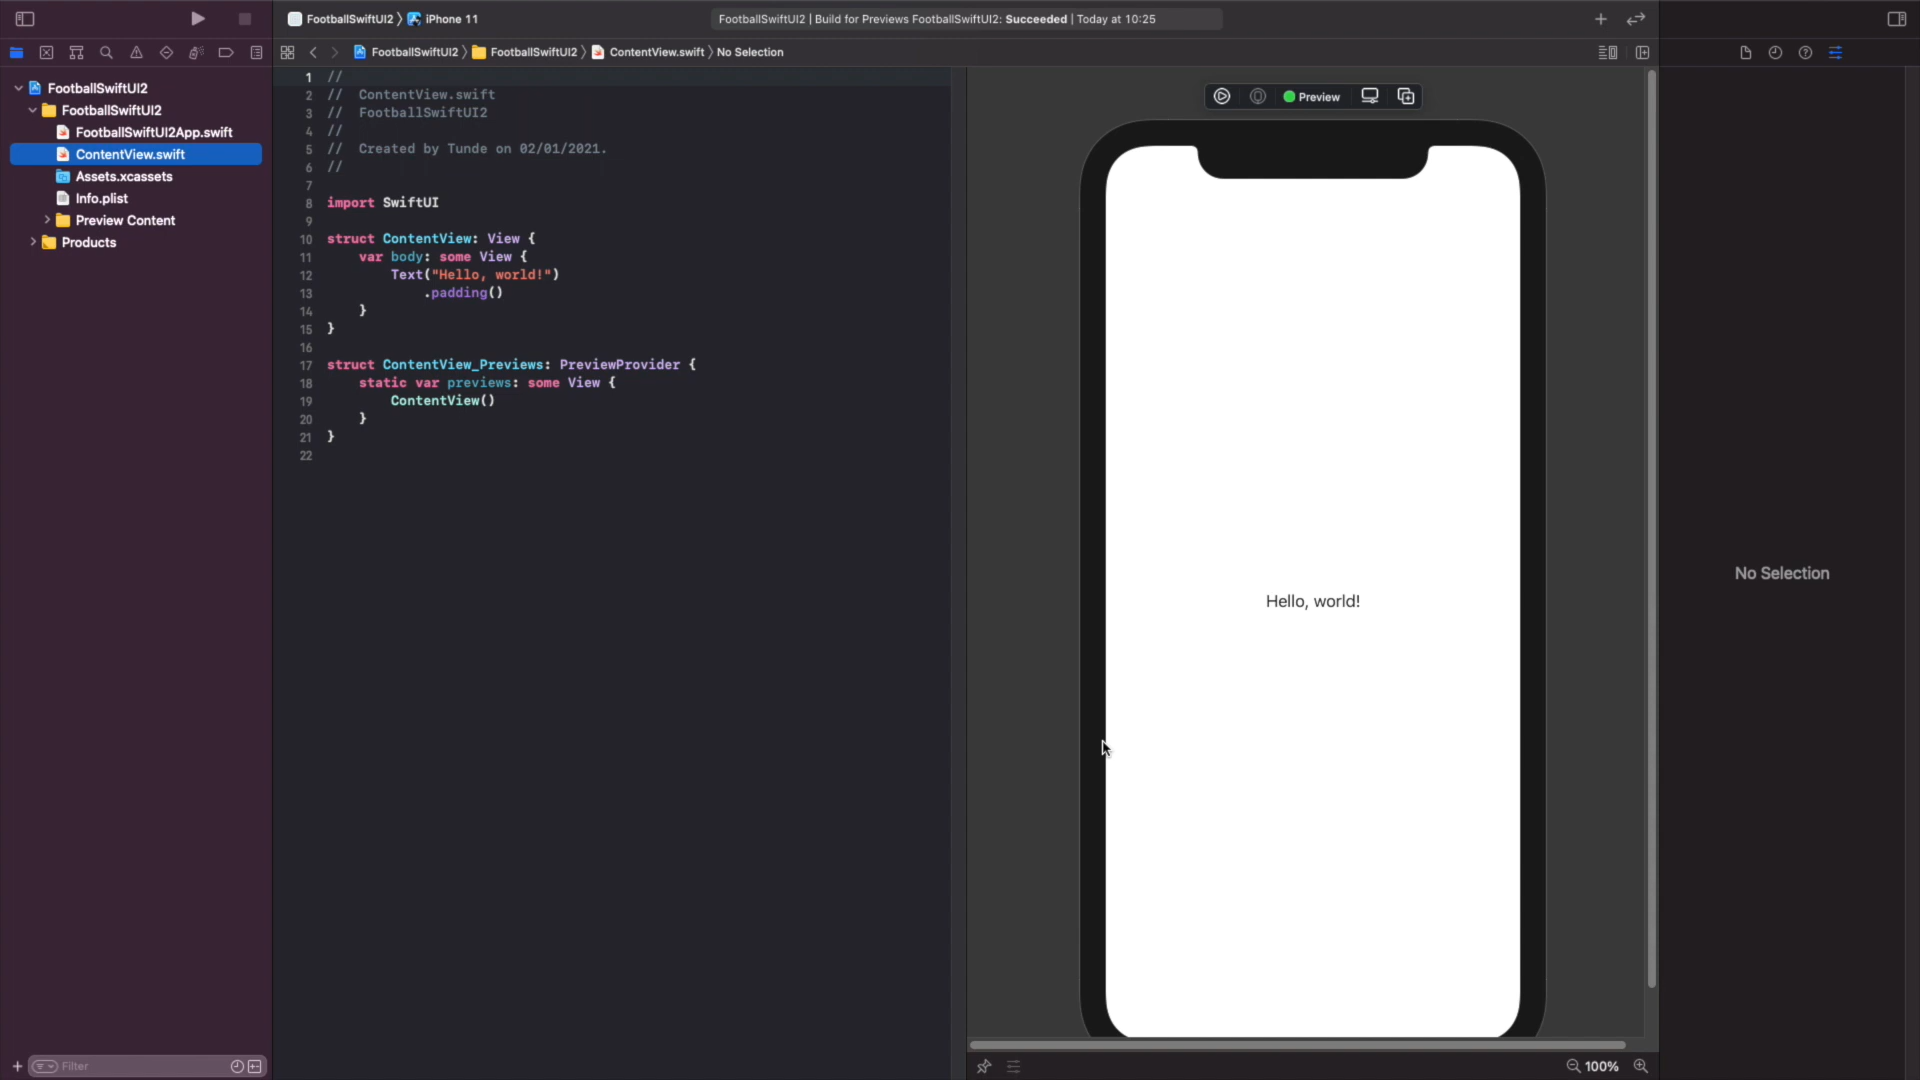 FootballSwiftUI2 iPhone 11
FootballSwiftUI2 | Build for Previews FootballSwiftUI2: Succeeded | Today at 10:25
FootballSwiftUI2 FootballSwiftUI2 ContentView.swift No Selection
FootballSwiftUI2
FootballSwiftUI2
FootballSwiftUI2App.swift
ContentView.swift
Assets.xcassets
Info.plist
Preview Content
Products
Filter
1 //
2 //  ContentView.swift
3 //  FootballSwiftUI2
4 //
5 //  Created by Tunde on 02/01/2021.
6 //
7
8 import SwiftUI
9
10 struct ContentView: View {
11     var body: some View {
12         Text("Hello, world!")
13             .padding()
14     }
15 }
16
17 struct ContentView_Previews: PreviewProvider {
18     static var previews: some View {
19         ContentView()
20     }
21 }
22
Preview
Hello, world!
100%
No Selection